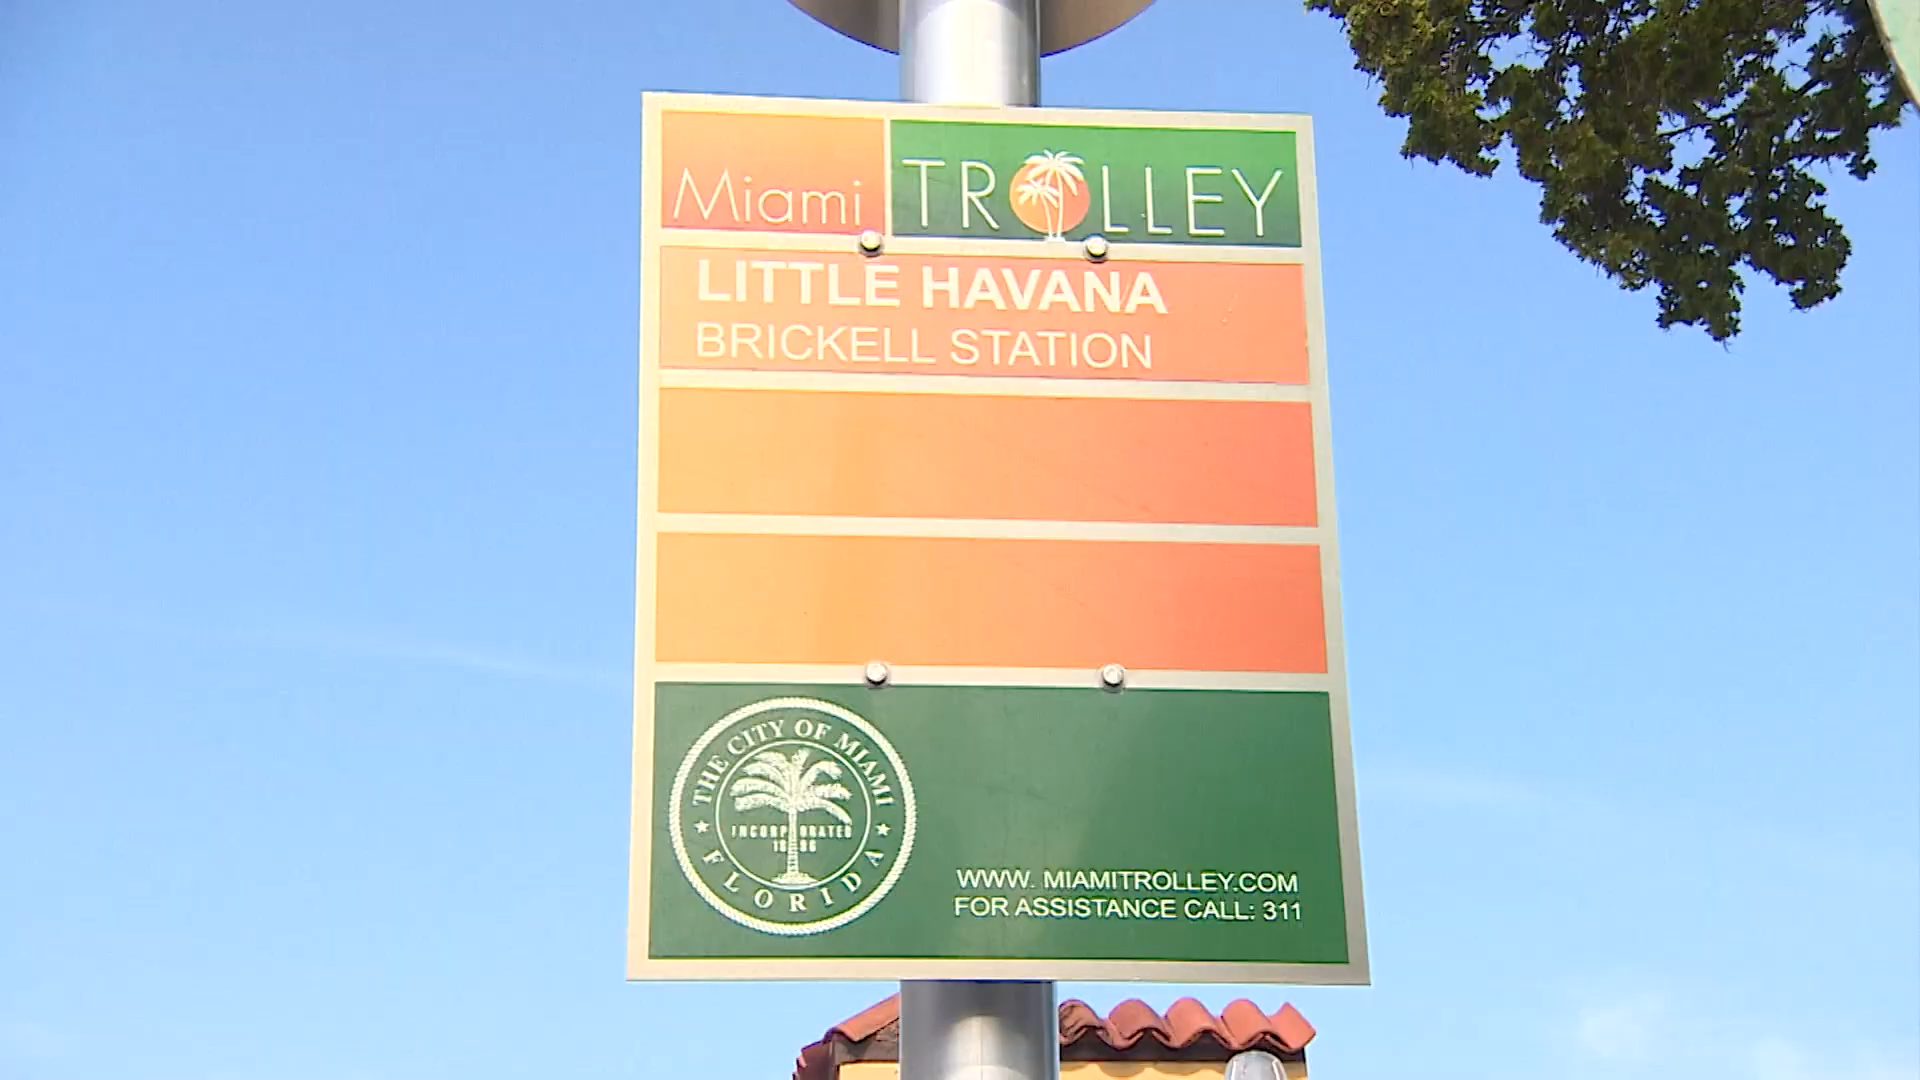 Miami TROLLEY
LITTLE HAVANA
BRICKELL STATION
THE CITY OF MIAMI
INCORPORATED
1896
FLORIDA
WWW. MIAMITROLLEY.COM
FOR ASSISTANCE CALL: 311